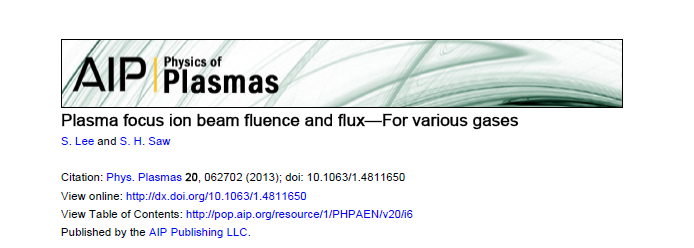 AIP Physics of Plasmas
Plasma focus ion beam fluence and flux—For various gases
S. Lee and S. H. Saw
Citation: Phys. Plasmas 20, 062702 (2013); doi: 10.1063/1.4811650
View online: http://dx.doi.org/10.1063/1.4811650
View Table of Contents: http://pop.aip.org/resource/1/PHPAEN/v20/i6
Published by the AIP Publishing LLC.